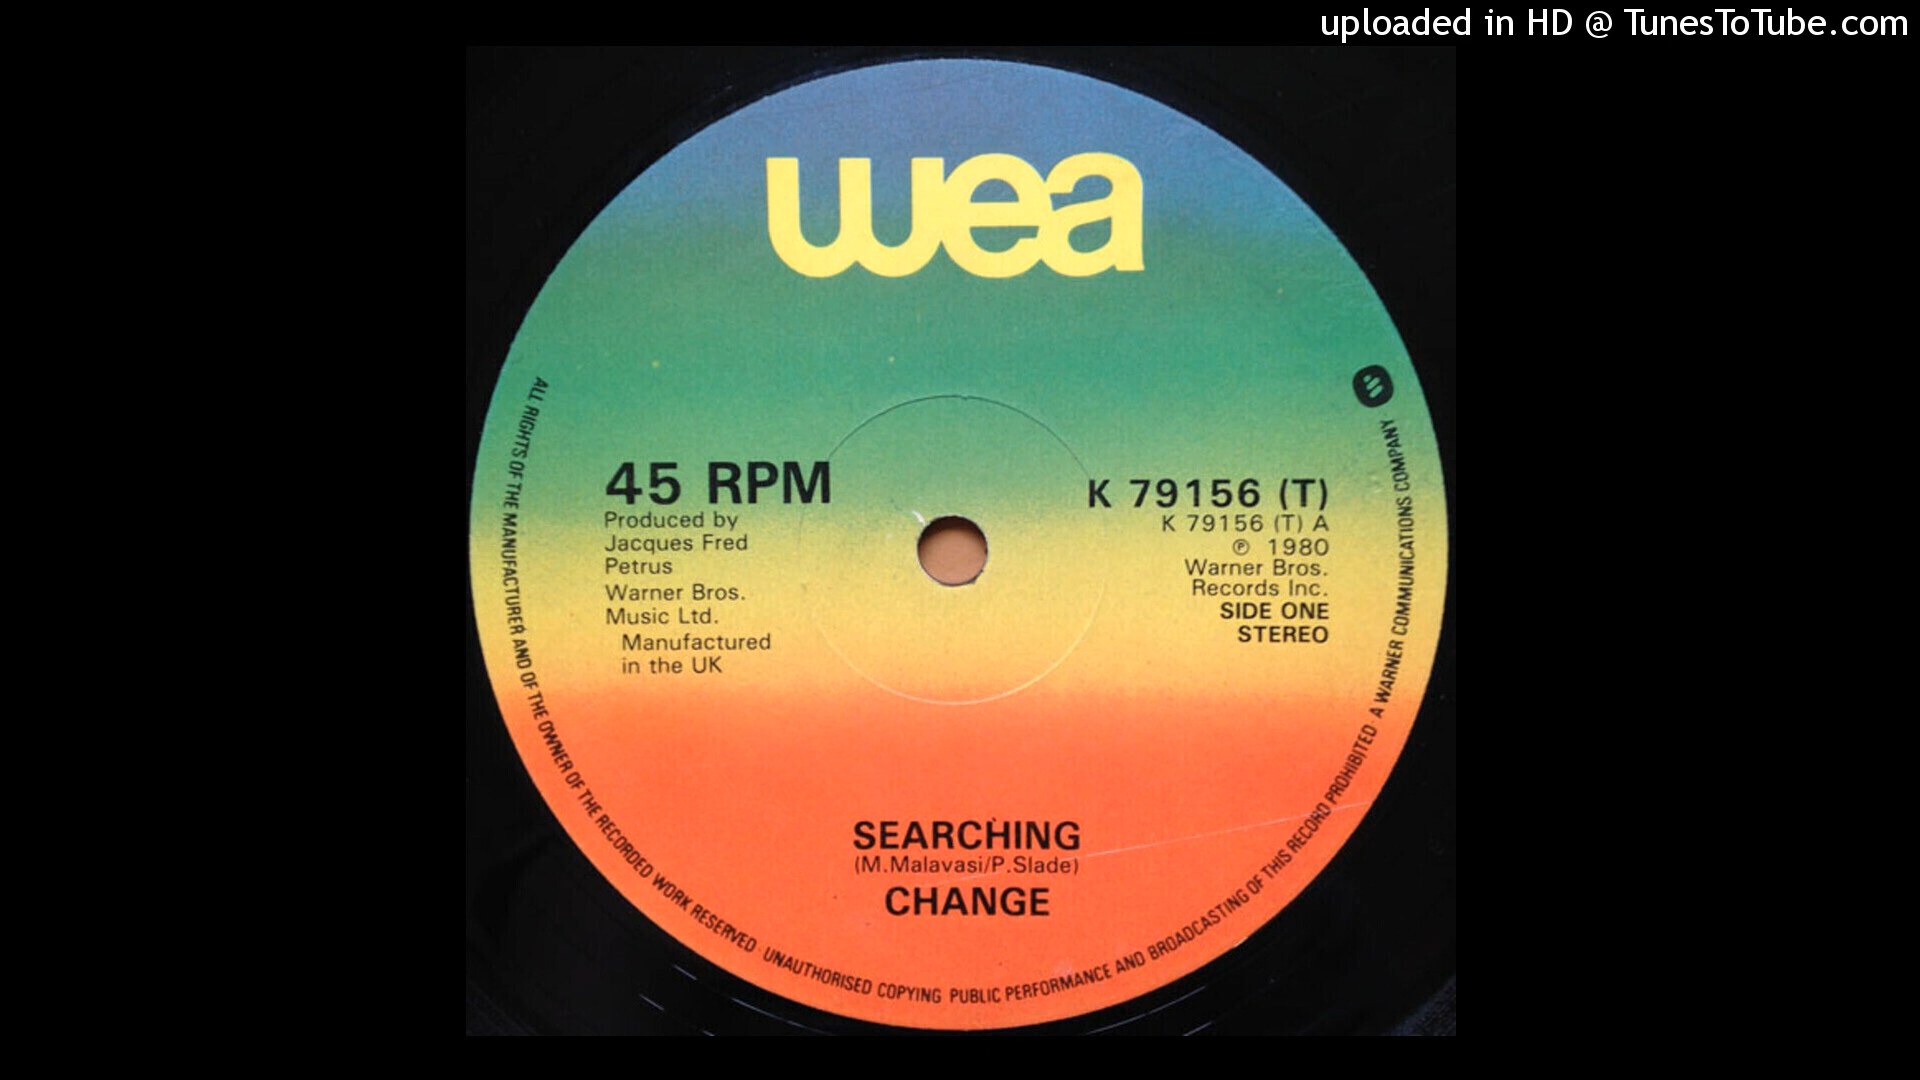 uploaded in HD @ TunesToTube.com
wea
45 RPM
Produced by
Jacques Fred
Petrus
Warner Bros.
Music Ltd.
Manufactured
in the UK
K 79156 (T)
K 79156 (T) A
℗ 1980
Warner Bros.
Records Inc.
SIDE ONE
STEREO
SEARCHING
(M.Malavasi/P.Slade)
CHANGE
ALL RIGHTS OF THE MANUFACTURER AND OF THE OWNER OF THE RECORDED WORK RESERVED · UNAUTHORISED COPYING PUBLIC PERFORMANCE AND BROADCASTING OF THIS RECORD PROHIBITED · A WARNER COMMUNICATIONS COMPANY